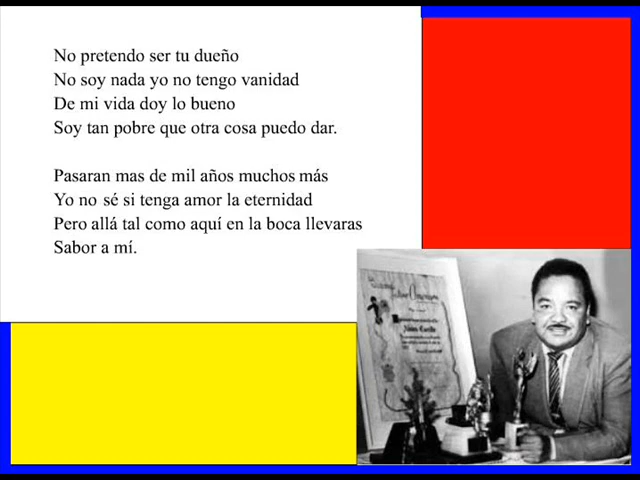 No pretendo ser tu dueño
No soy nada yo no tengo vanidad
De mi vida doy lo bueno
Soy tan pobre que otra cosa puedo dar.
Pasaran mas de mil años muchos más
Yo no sé si tenga amor la eternidad
Pero allá tal como aquí en la boca llevaras
Sabor a mí.